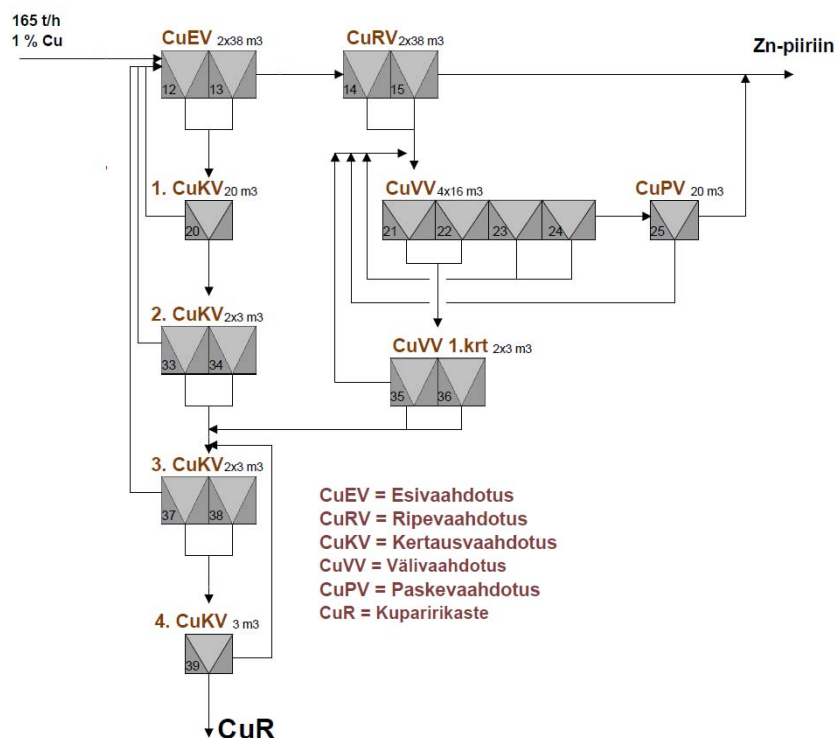 165 t/h
1 % Cu
CuEV 2x38 m3
CuRV 2x38 m3
Zn-piiriin
12
13
14
15
1. CuKV 20 m3
20
CuVV 4x16 m3
CuPV 20 m3
21
22
23
24
25
2. CuKV 2x3 m3
33
34
CuVV 1.krt 2x3 m3
35
36
3. CuKV 2x3 m3
37
38
CuEV = Esivaahdotus
CuRV = Ripevaahdotus
CuKV = Kertausvaahdotus
CuVV = Välivaahdotus
CuPV = Paskevaahdotus
CuR = Kuparirikaste
4. CuKV 3 m3
39
CuR